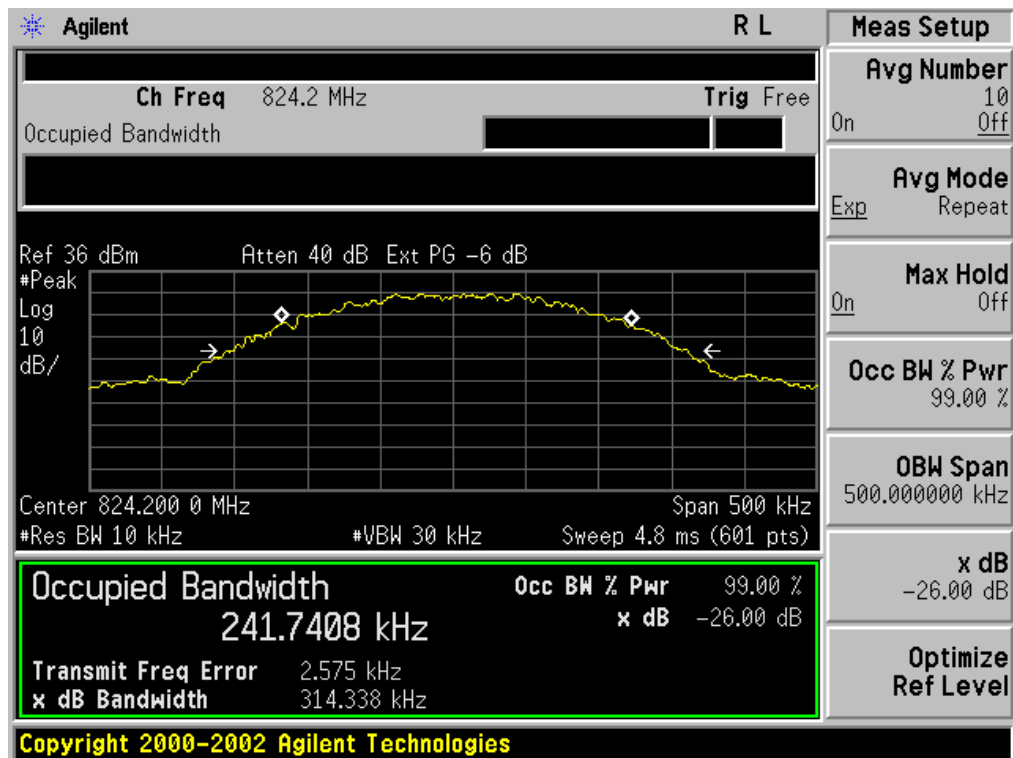 Agilent R L
Ch Freq 824.2 MHz Trig Free
Occupied Bandwidth
Ref 36 dBm Atten 40 dB Ext PG -6 dB
#Peak
Log
10
dB/
Center 824.200 0 MHz Span 500 kHz
#Res BW 10 kHz #VBW 30 kHz Sweep 4.8 ms (601 pts)
Occupied Bandwidth Occ BW % Pwr 99.00 %
241.7408 kHz x dB -26.00 dB
Transmit Freq Error 2.575 kHz
x dB Bandwidth 314.338 kHz
Copyright 2000-2002 Agilent Technologies
Meas Setup
Avg Number
10
On Off
Avg Mode
Exp Repeat
Max Hold
On Off
Occ BW % Pwr
99.00 %
OBW Span
500.000000 kHz
x dB
-26.00 dB
Optimize
Ref Level